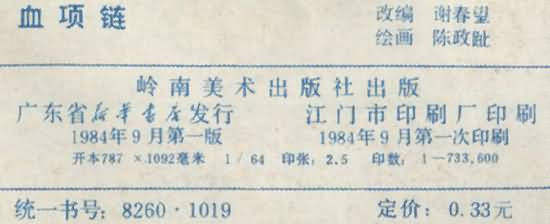 血项链
改编 谢春望
绘画 陈政趾
岭南美术出版社出版
广东省新华书店发行 江门市印刷厂印刷
1984年9月第一版 1984年9月第一次印刷
开本787×1092毫米 1/64 印张:2.5 印数:1—733,600
统一书号:8260·1019 定价:0.33元